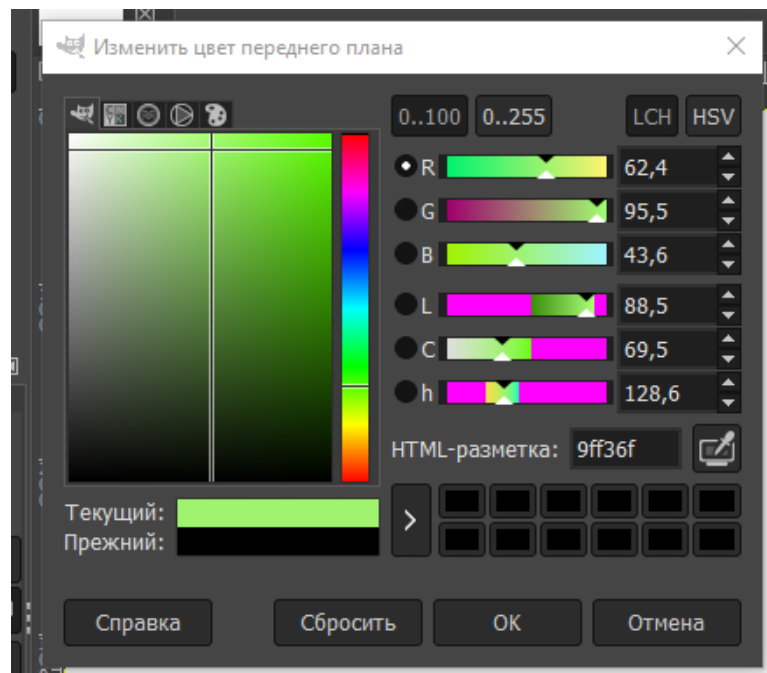 Изменить цвет переднего плана
0..100 0..255 LCH HSV
R 62,4
G 95,5
B 43,6
L 88,5
C 69,5
h 128,6
HTML-разметка: 9ff36f
Текущий:
Прежний:
Справка Сбросить OK Отмена